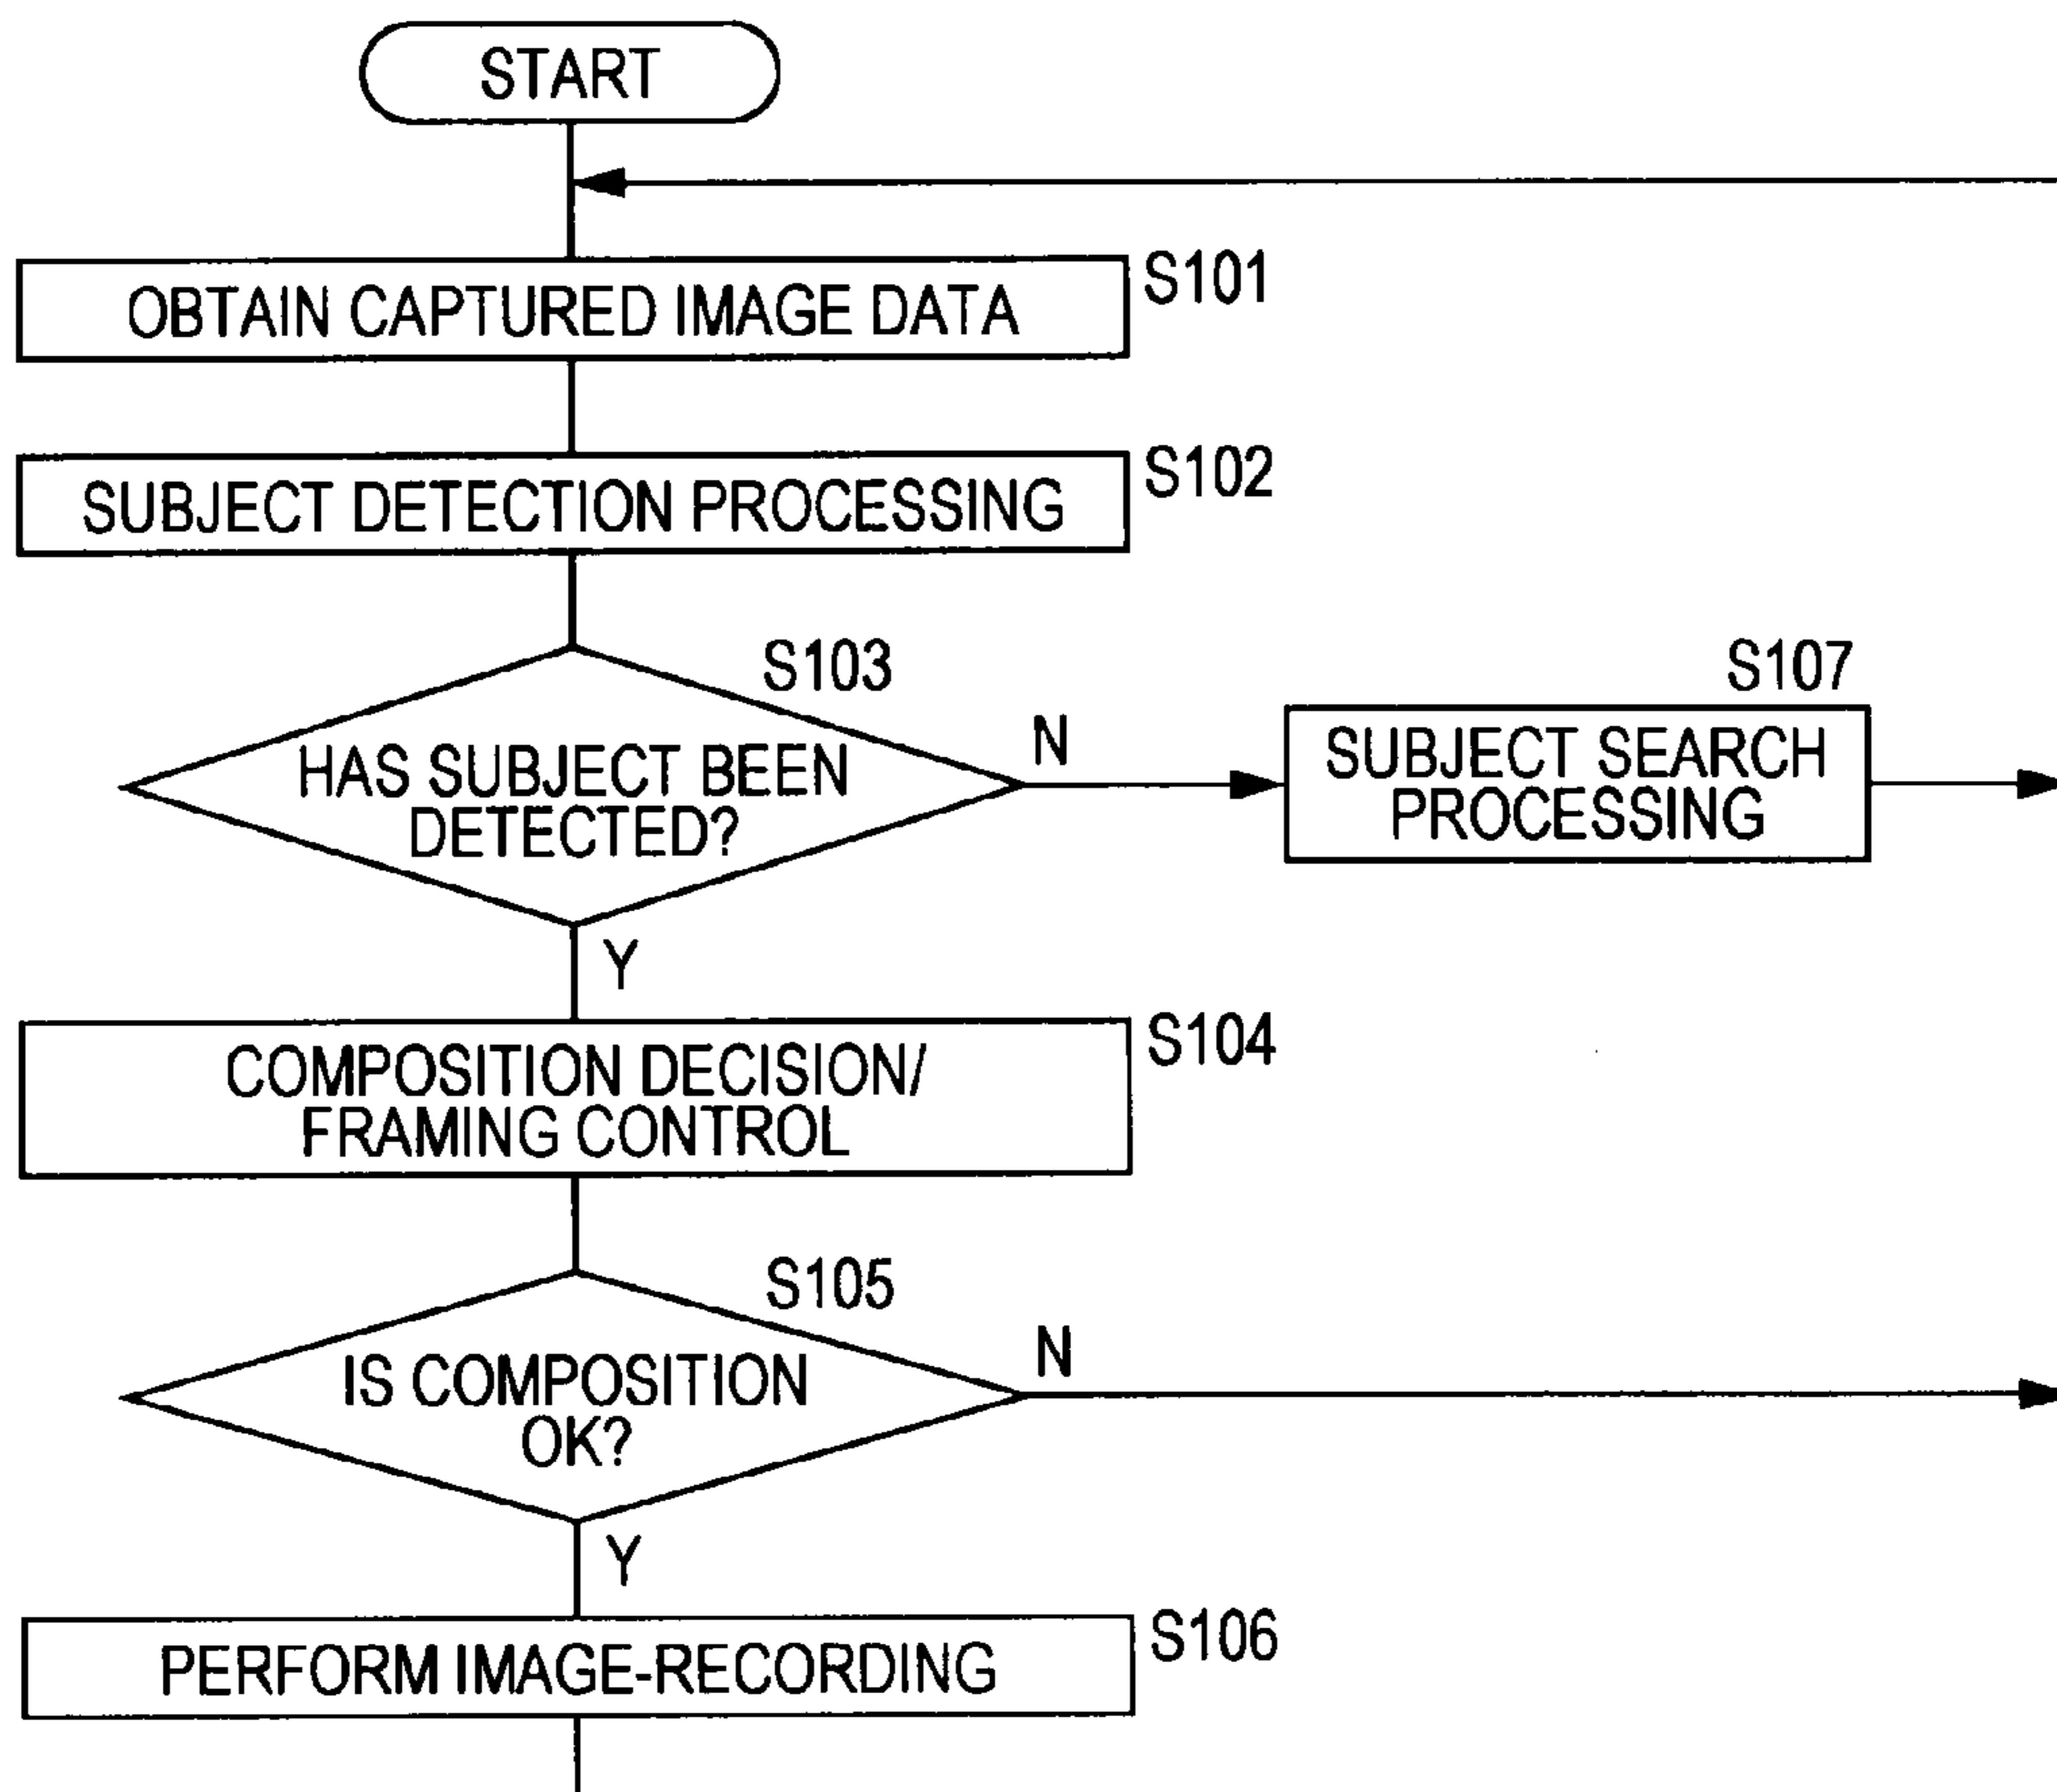 START
OBTAIN CAPTURED IMAGE DATA
S101
SUBJECT DETECTION PROCESSING
S102
S103
HAS SUBJECT BEEN
DETECTED?
N
S107
SUBJECT SEARCH
PROCESSING
Y
COMPOSITION DECISION/
FRAMING CONTROL
S104
S105
IS COMPOSITION
OK?
N
Y
PERFORM IMAGE-RECORDING
S106